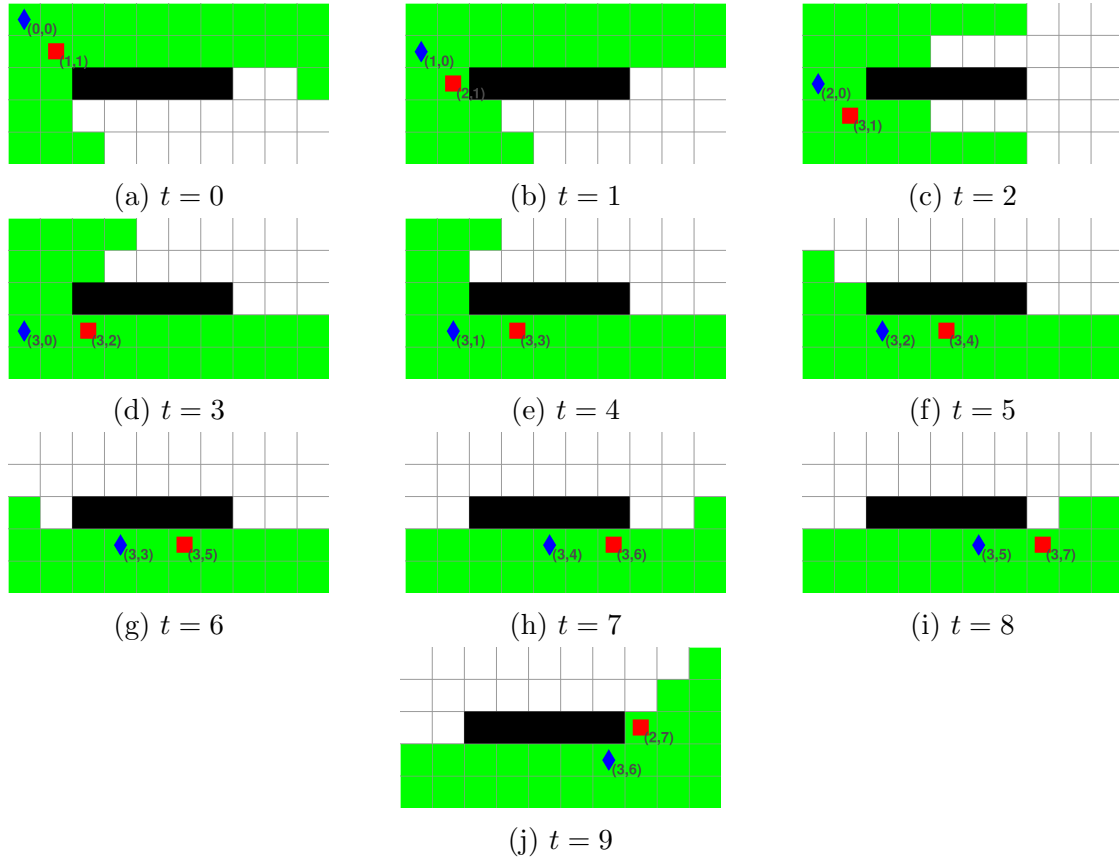 (0,0)
(1,1)
(1,0)
(2,1)
(2,0)
(3,1)
(a) t = 0
(b) t = 1
(c) t = 2
(3,0)
(3,2)
(3,1)
(3,3)
(3,2)
(3,4)
(d) t = 3
(e) t = 4
(f) t = 5
(3,3)
(3,5)
(3,4)
(3,6)
(3,5)
(3,7)
(g) t = 6
(h) t = 7
(i) t = 8
(2,7)
(3,6)
(j) t = 9